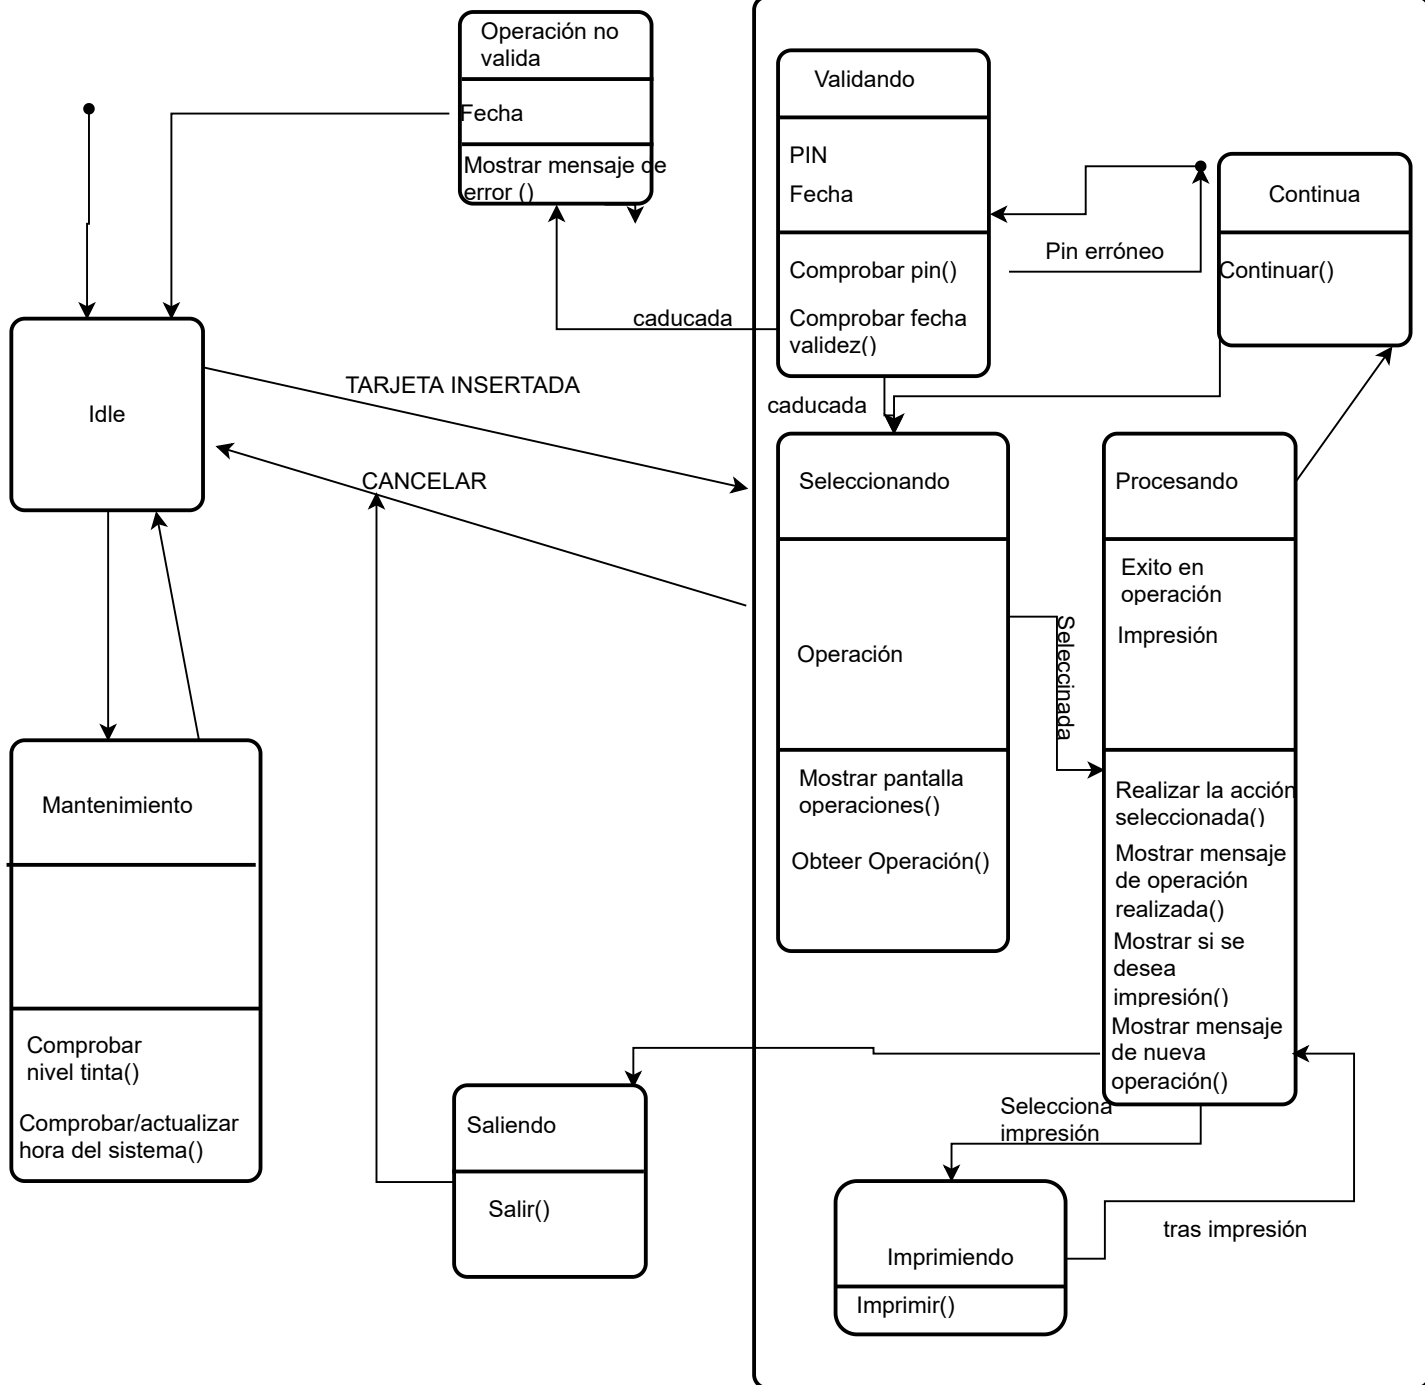 Operación no
valida
Fecha
Mostrar mensaje de
error ()
Validando
PIN
Fecha
Comprobar pin()
Comprobar fecha
validez()
Pin erróneo
Continua
Continuar()
caducada
caducada
Idle
TARJETA INSERTADA
CANCELAR
Seleccionando
Operación
Mostrar pantalla
operaciones()
Obteer Operación()
Seleccinada
Procesando
Exito en
operación
Impresión
Realizar la acción
seleccionada()
Mostrar mensaje
de operación
realizada()
Mostrar si se
desea
impresión()
Mostrar mensaje
de nueva
operación()
Mantenimiento
Comprobar
nivel tinta()
Comprobar/actualizar
hora del sistema()
Saliendo
Salir()
Selecciona
impresión
Imprimiendo
Imprimir()
tras impresión